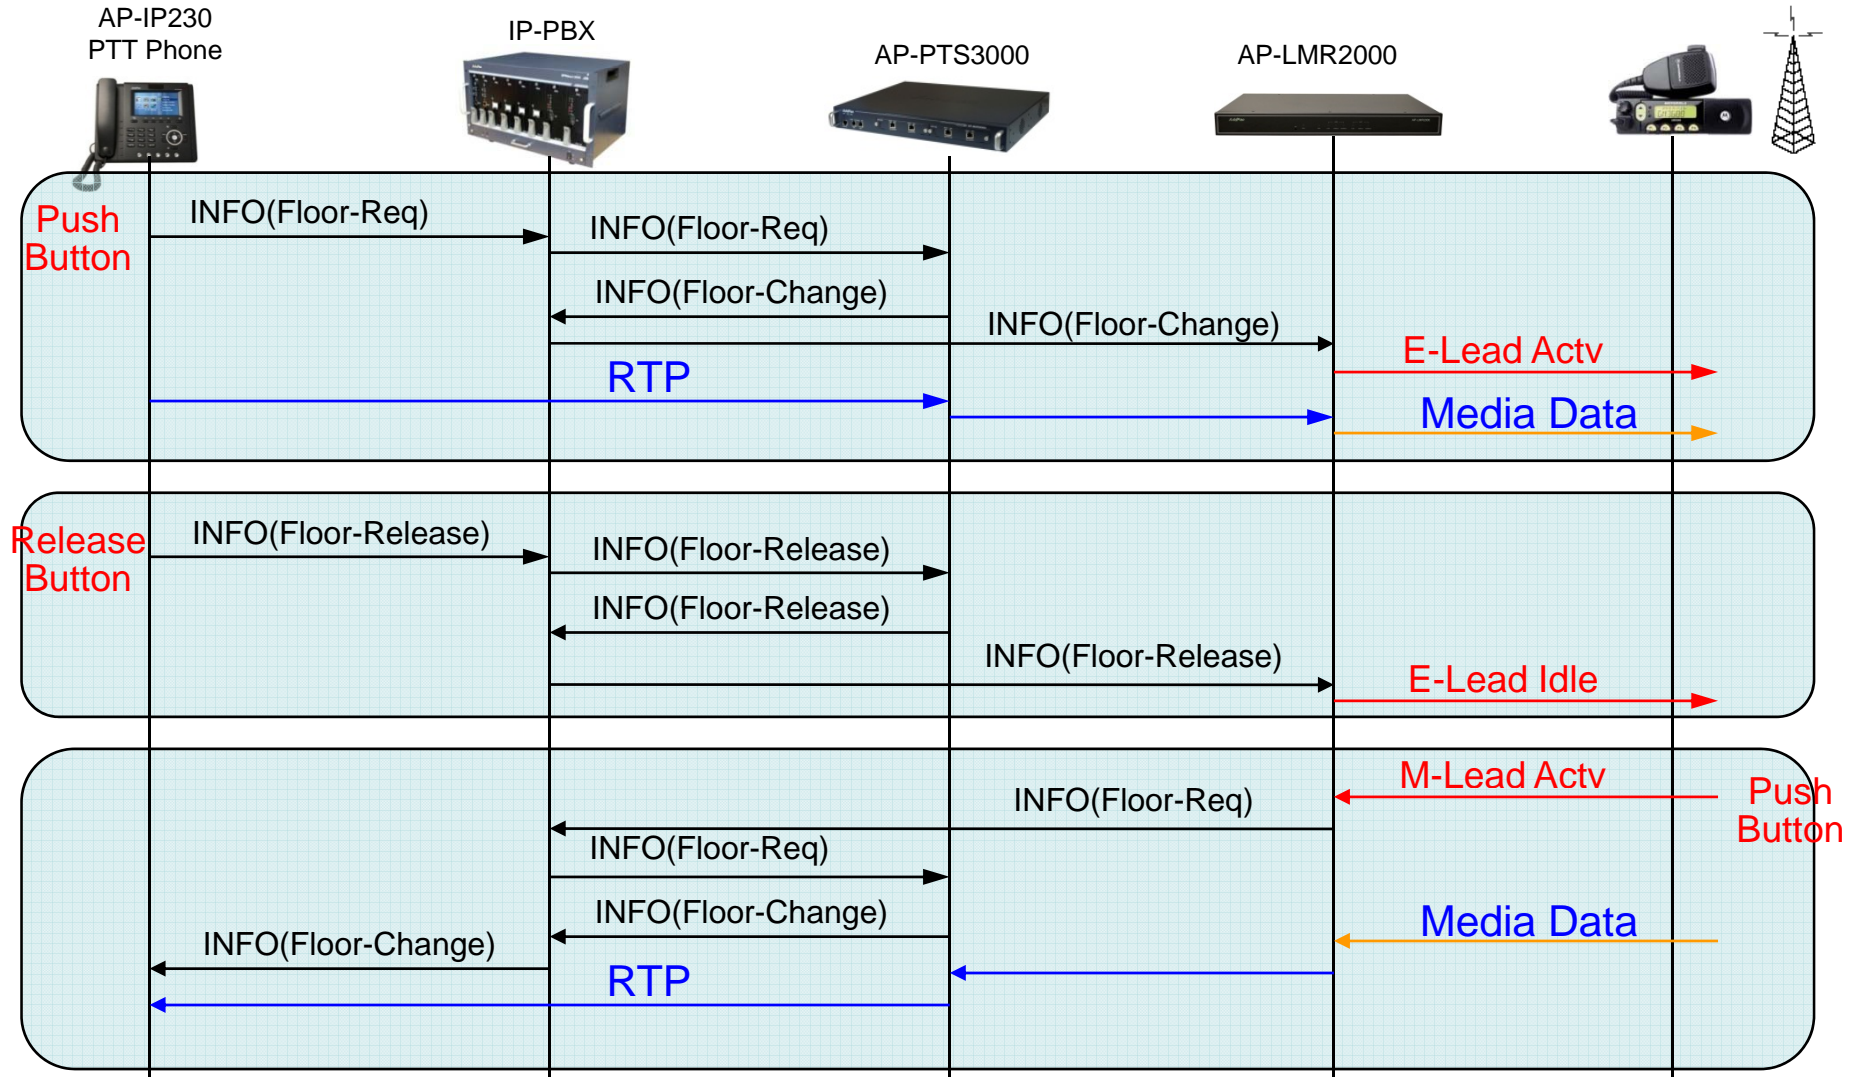 AP-IP230
PTT Phone
IP-PBX
AP-PTS3000
AP-LMR2000
Push
Button
INFO(Floor-Req)
INFO(Floor-Req)
INFO(Floor-Change)
INFO(Floor-Change)
E-Lead Actv
RTP
Media Data
Release
Button
INFO(Floor-Release)
INFO(Floor-Release)
INFO(Floor-Release)
INFO(Floor-Release)
E-Lead Idle
M-Lead Actv
Push
Button
INFO(Floor-Req)
INFO(Floor-Req)
INFO(Floor-Change)
Media Data
INFO(Floor-Change)
RTP